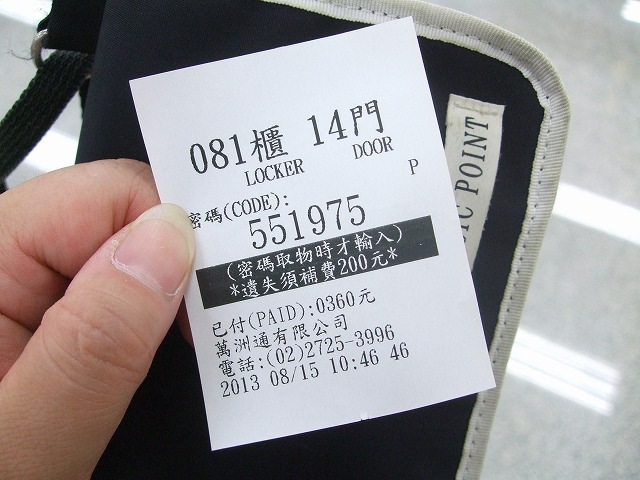 081櫃 14門
LOCKER DOOR
P
密碼(CODE):
551975
(密碼取物時才輸入)
*遺失須補費200元*
已付(PAID):0360元
萬洲通有限公司
電話:(02)2725-3996
2013 08/15 10:46 46
IC POINT